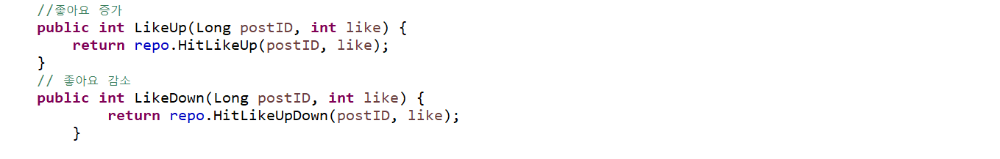 //좋아요 증가
public int LikeUp(Long postID, int like) {
    return repo.HitLikeUp(postID, like);
}
// 좋아요 감소
public int LikeDown(Long postID, int like) {
        return repo.HitLikeUpDown(postID, like);
    }